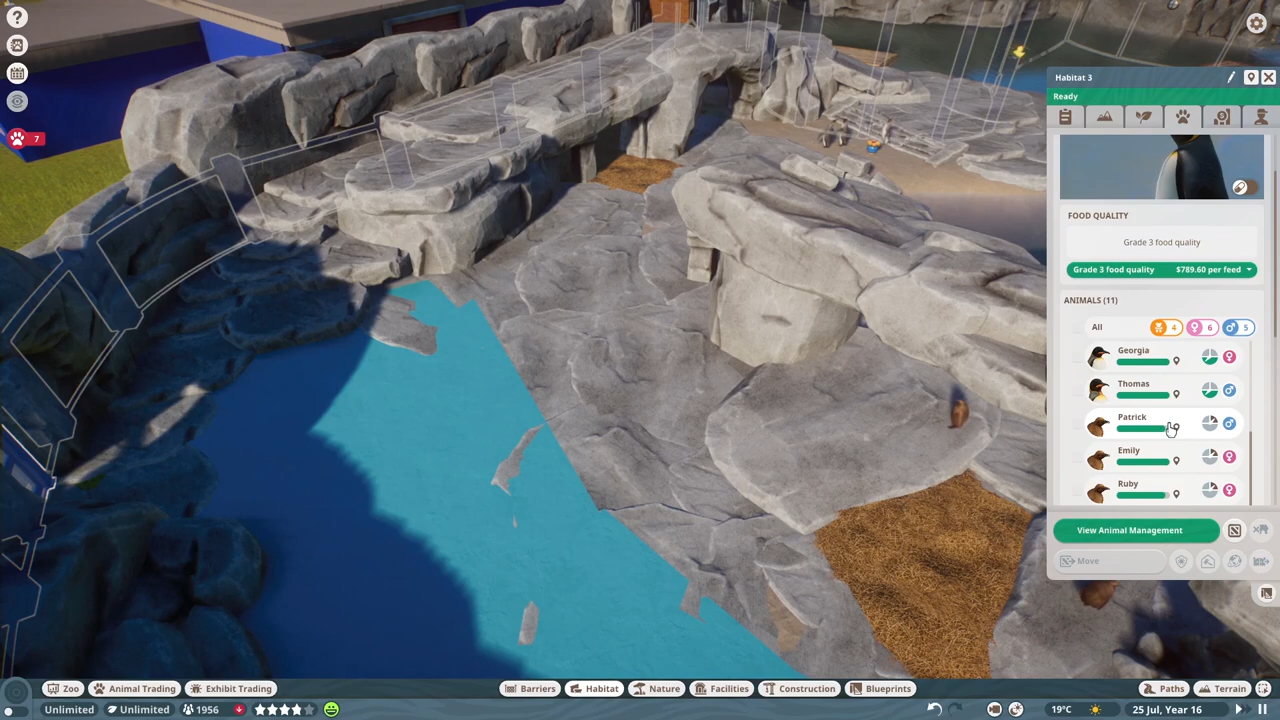 ?
7
Habitat 3
Ready
FOOD QUALITY
Grade 3 food quality
Grade 3 food quality $789.60 per feed
ANIMALS (11)
All 4 6 5
Georgia
Thomas
Patrick
Emily
Ruby
View Animal Management
Move
Zoo Animal Trading Exhibit Trading Barriers Habitat Nature Facilities Construction Blueprints Paths Terrain
Unlimited Unlimited 1956 19°C 25 Jul, Year 16